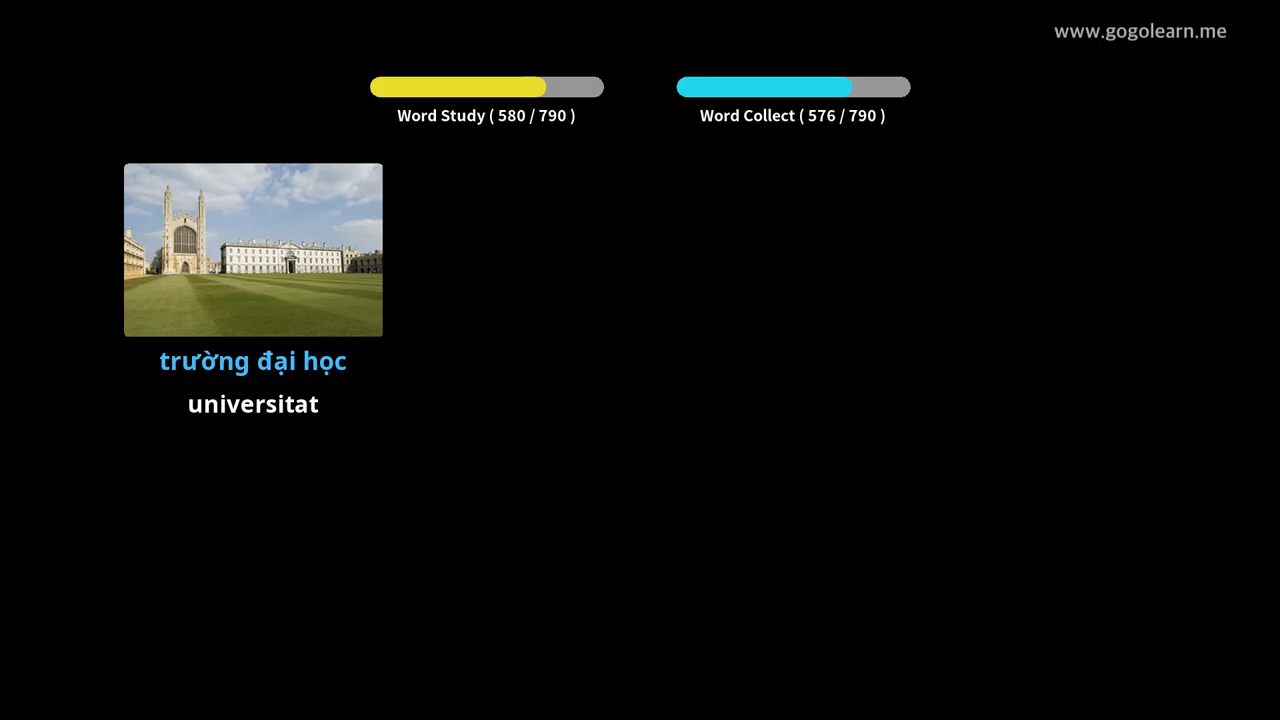 www.gogolearn.me
Word Study ( 580 / 790 )
Word Collect ( 576 / 790 )
trường đại học
universitat